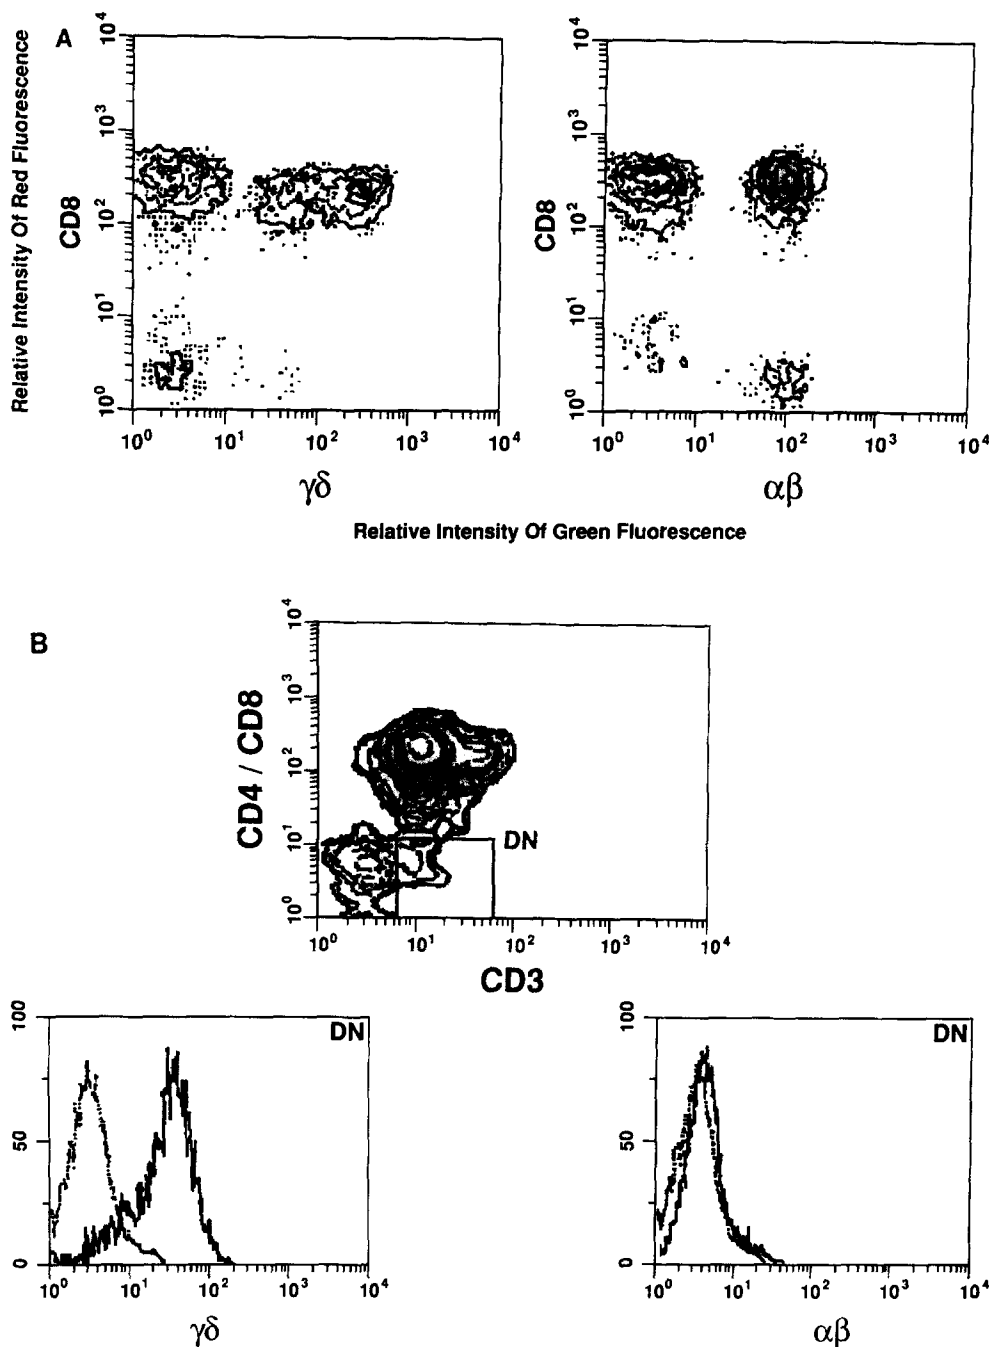 A
Relative Intensity Of Red Fluorescence
CD8
10⁴
10³
10²
10¹
10⁰
10⁰ 10¹ 10² 10³ 10⁴
γδ
CD8
10⁴
10³
10²
10¹
10⁰
10⁰ 10¹ 10² 10³ 10⁴
αβ
Relative Intensity Of Green Fluorescence
B
CD4 / CD8
10⁴
10³
10²
10¹
10⁰
DN
10⁰ 10¹ 10² 10³ 10⁴
CD3
100
50
0
DN
10⁰ 10¹ 10² 10³ 10⁴
γδ
100
50
0
DN
10⁰ 10¹ 10² 10³ 10⁴
αβ